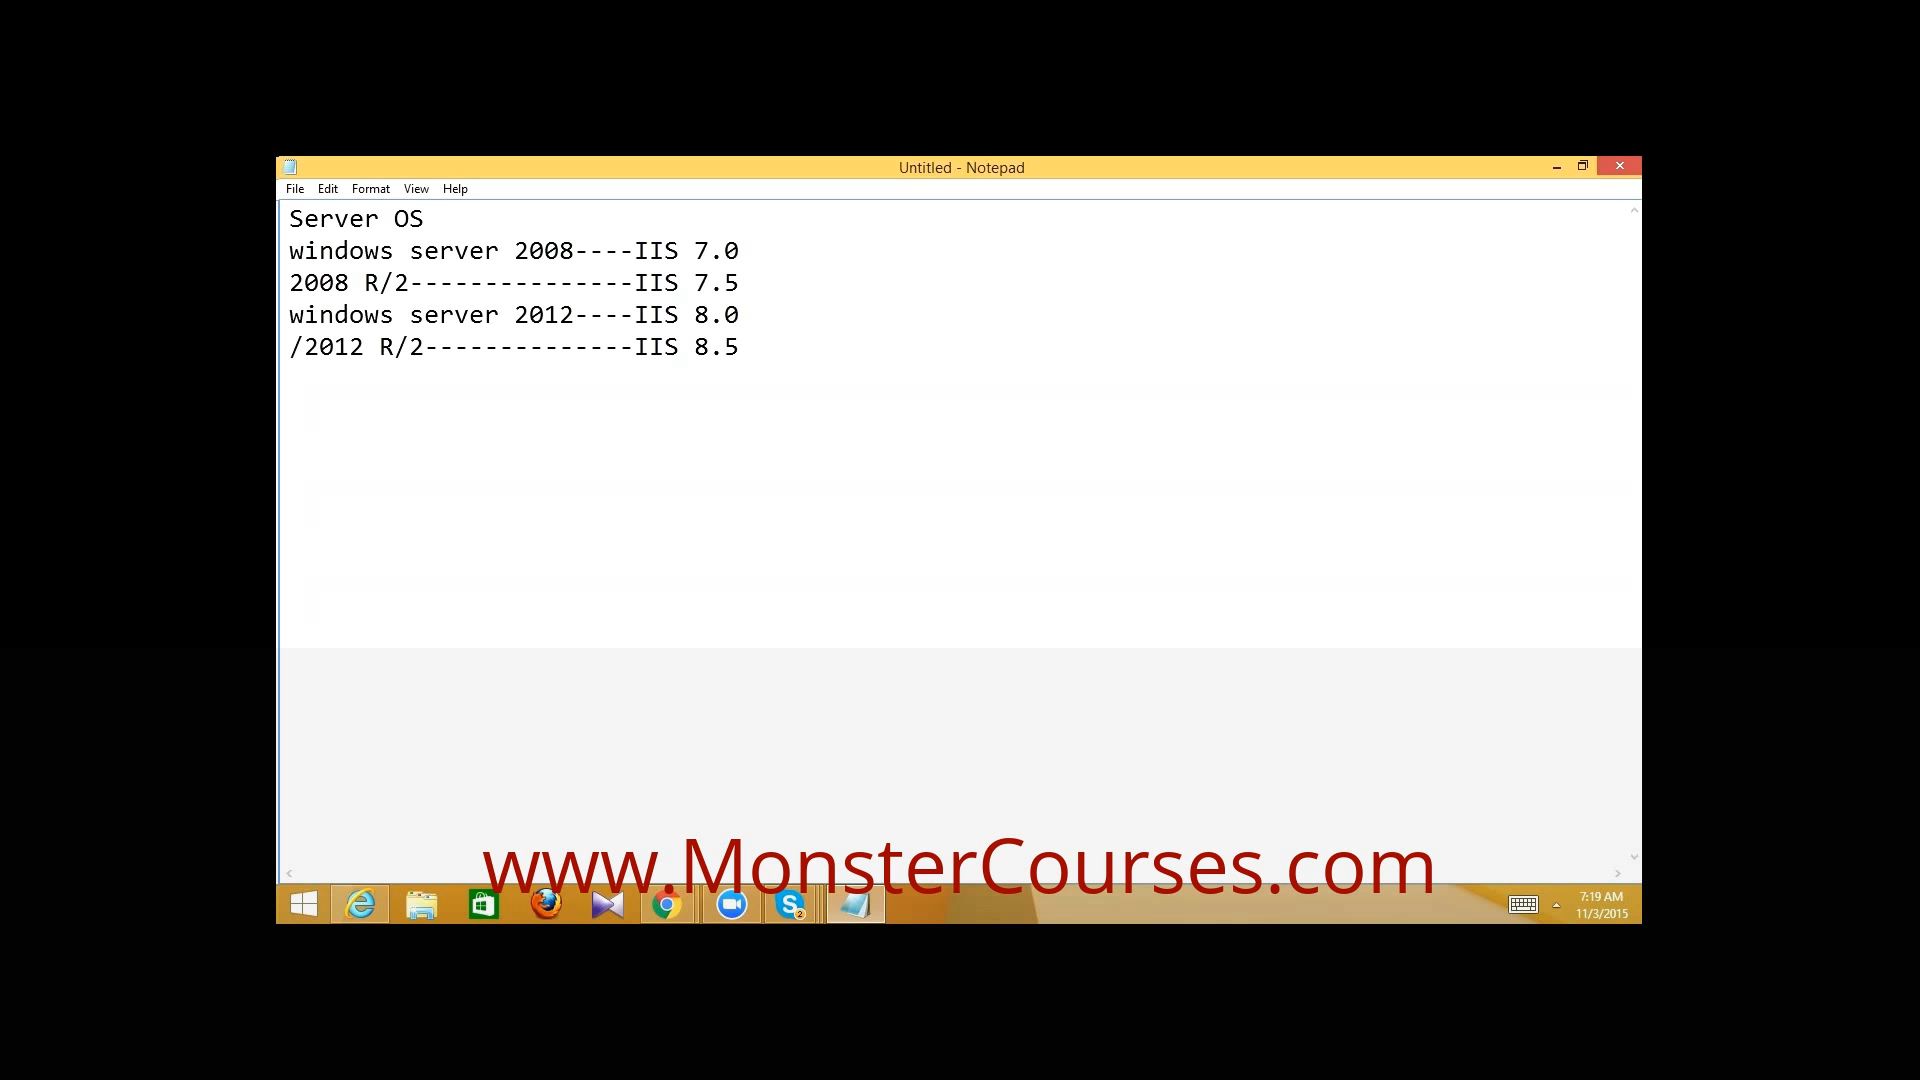 Untitled - Notepad
File Edit Format View Help
Server OS
windows server 2008----IIS 7.0
2008 R/2---------------IIS 7.5
windows server 2012----IIS 8.0
/2012 R/2--------------IIS 8.5
www.MonsterCourses.com
S 2
7:19 AM
11/3/2015